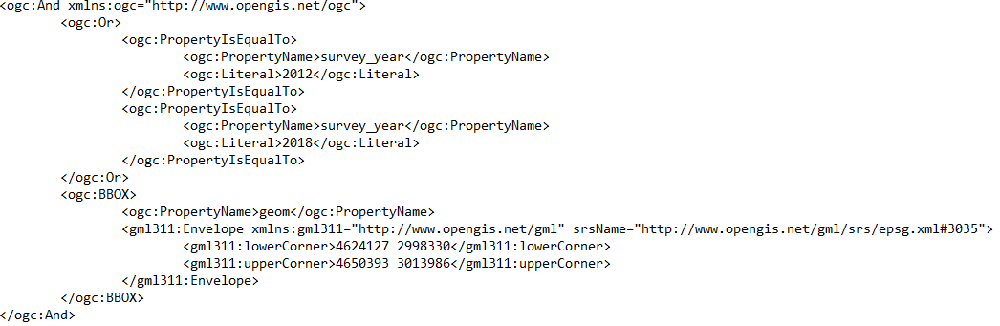 <ogc:And xmlns:ogc="http://www.opengis.net/ogc">
<ogc:Or>
<ogc:PropertyIsEqualTo>
<ogc:PropertyName>survey_year</ogc:PropertyName>
<ogc:Literal>2012</ogc:Literal>
</ogc:PropertyIsEqualTo>
<ogc:PropertyIsEqualTo>
<ogc:PropertyName>survey_year</ogc:PropertyName>
<ogc:Literal>2018</ogc:Literal>
</ogc:PropertyIsEqualTo>
</ogc:Or>
<ogc:BBOX>
<ogc:PropertyName>geom</ogc:PropertyName>
<gml311:Envelope xmlns:gml311="http://www.opengis.net/gml" srsName="http://www.opengis.net/gml/srs/epsg.xml#3035">
<gml311:lowerCorner>4624127 2998330</gml311:lowerCorner>
<gml311:upperCorner>4650393 3013986</gml311:upperCorner>
</gml311:Envelope>
</ogc:BBOX>
</ogc:And>